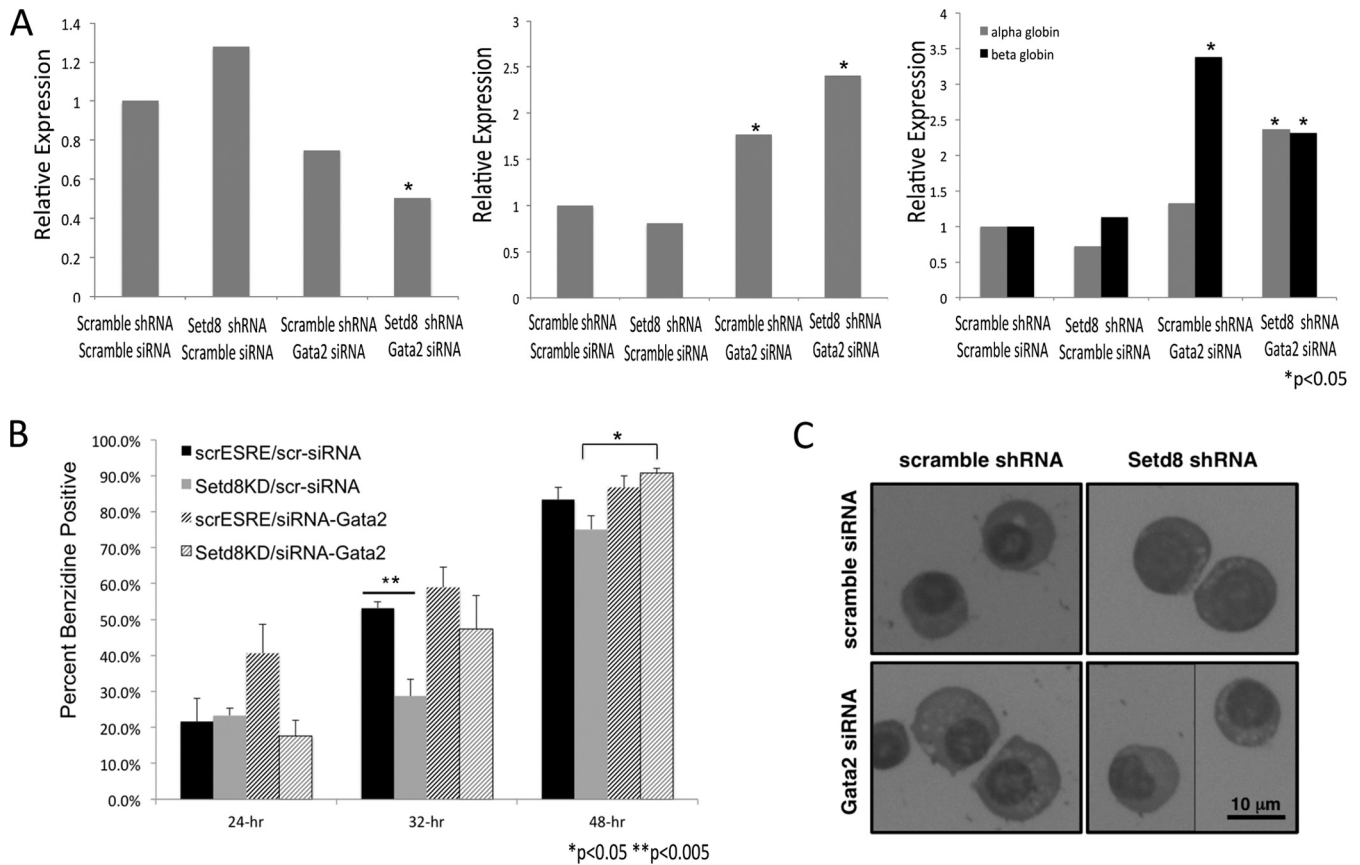 A
Relative Expression
1.4
1.2
1
0.8
0.6
0.4
0.2
0
*
Scramble shRNA
Scramble siRNA
Setd8 shRNA
Scramble siRNA
Scramble shRNA
Gata2 siRNA
Setd8 shRNA
Gata2 siRNA
Relative Expression
3
2.5
2
1.5
1
0.5
0
*
*
Scramble shRNA
Scramble siRNA
Setd8 shRNA
Scramble siRNA
Scramble shRNA
Gata2 siRNA
Setd8 shRNA
Gata2 siRNA
Relative Expression
4
3.5
3
2.5
2
1.5
1
0.5
0
alpha globin
beta globin
*
* *
Scramble shRNA
Scramble siRNA
Setd8 shRNA
Scramble siRNA
Scramble shRNA
Gata2 siRNA
Setd8 shRNA
Gata2 siRNA
*p<0.05
B
Percent Benzidine Positive
100.0%
90.0%
80.0%
70.0%
60.0%
50.0%
40.0%
30.0%
20.0%
10.0%
0.0%
scrESRE/scr-siRNA
Setd8KD/scr-siRNA
scrESRE/siRNA-Gata2
Setd8KD/siRNA-Gata2
**
*
24-hr
32-hr
48-hr
*p<0.05 **p<0.005
C
scramble shRNA
Setd8 shRNA
scramble siRNA
Gata2 siRNA
10 μm